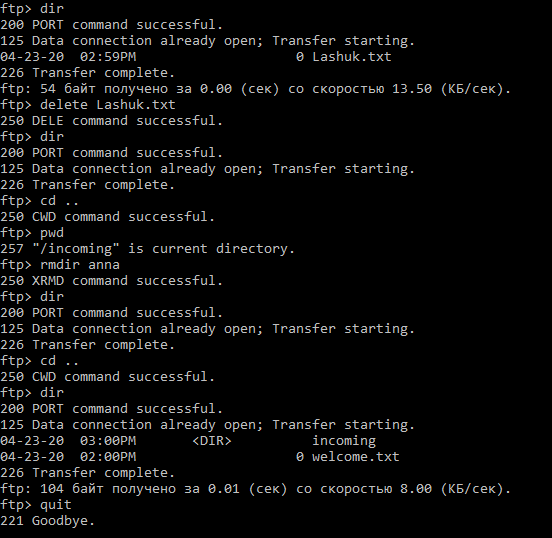 ftp> dir
200 PORT command successful.
125 Data connection already open; Transfer starting.
04-23-20  02:59PM                    0 Lashuk.txt
226 Transfer complete.
ftp: 54 байт получено за 0.00 (сек) со скоростью 13.50 (КБ/сек).
ftp> delete Lashuk.txt
250 DELE command successful.
ftp> dir
200 PORT command successful.
125 Data connection already open; Transfer starting.
226 Transfer complete.
ftp> cd ..
250 CWD command successful.
ftp> pwd
257 "/incoming" is current directory.
ftp> rmdir anna
250 XRMD command successful.
ftp> dir
200 PORT command successful.
125 Data connection already open; Transfer starting.
226 Transfer complete.
ftp> cd ..
250 CWD command successful.
ftp> dir
200 PORT command successful.
125 Data connection already open; Transfer starting.
04-23-20  03:00PM       <DIR>          incoming
04-23-20  02:00PM                    0 welcome.txt
226 Transfer complete.
ftp: 104 байт получено за 0.01 (сек) со скоростью 8.00 (КБ/сек).
ftp> quit
221 Goodbye.